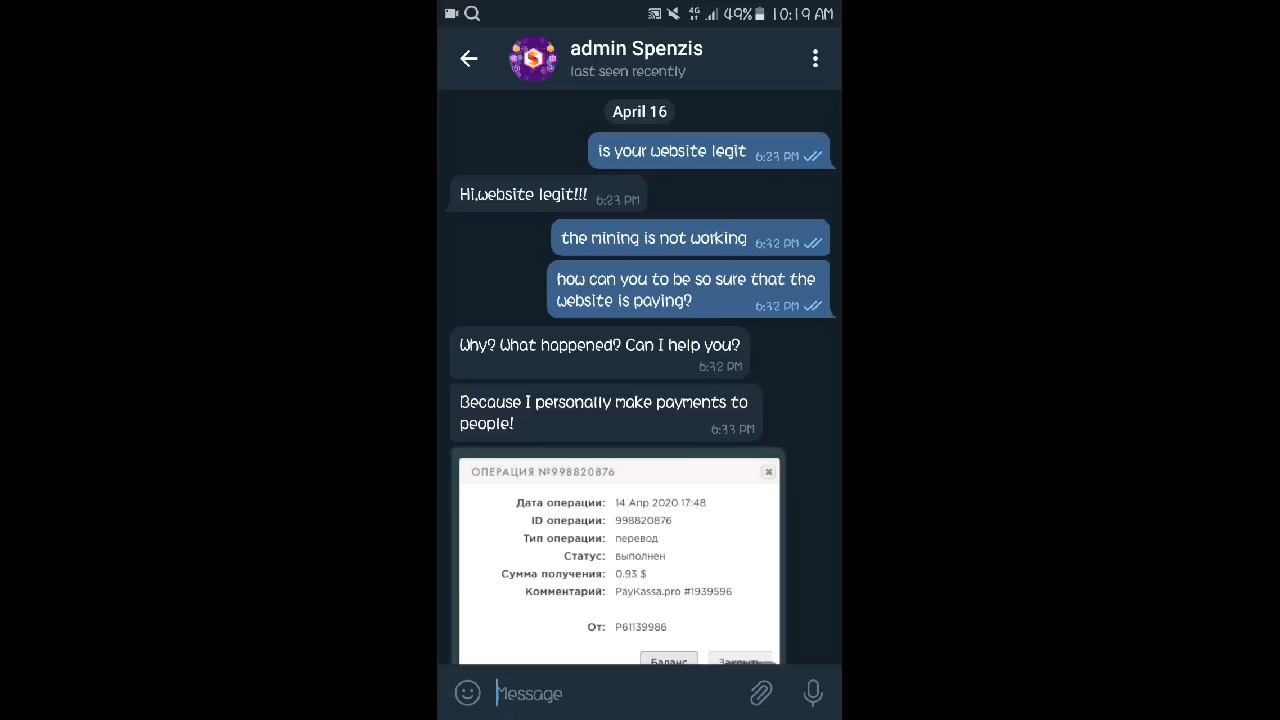 4G 49% 10:19 AM
admin Spenzis
last seen recently
April 16
is your website legit 6:23 PM
Hi,website legit!!! 6:23 PM
the mining is not working 6:32 PM
how can you to be so sure that the
website is paying? 6:32 PM
Why? What happened? Can I help you?
6:32 PM
Because I personally make payments to
people! 6:33 PM
ОПЕРАЦИЯ №998820876
Дата операции: 14 Апр 2020 17:48
ID операции: 998820876
Тип операции: перевод
Статус: выполнен
Сумма получения: 0.93 $
Комментарий: PayKassa.pro #1939596
От: P61139986
Баланс Закрыть
Message